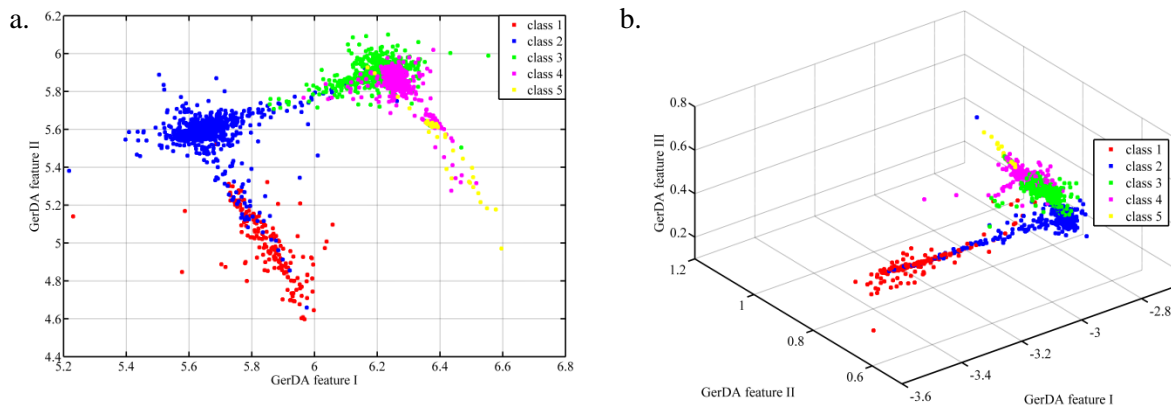 a.
6.2
6
5.8
5.6
5.4
5.2
5
4.8
4.6
4.4
GerDA feature II
5.2
5.4
5.6
5.8
6
6.2
6.4
6.6
6.8
GerDA feature I
class 1
class 2
class 3
class 4
class 5
b.
0.8
0.6
0.4
0.2
GerDA feature III
1.2
1
0.8
0.6
GerDA feature II
-3.6
-3.4
-3.2
-3
-2.8
GerDA feature I
class 1
class 2
class 3
class 4
class 5